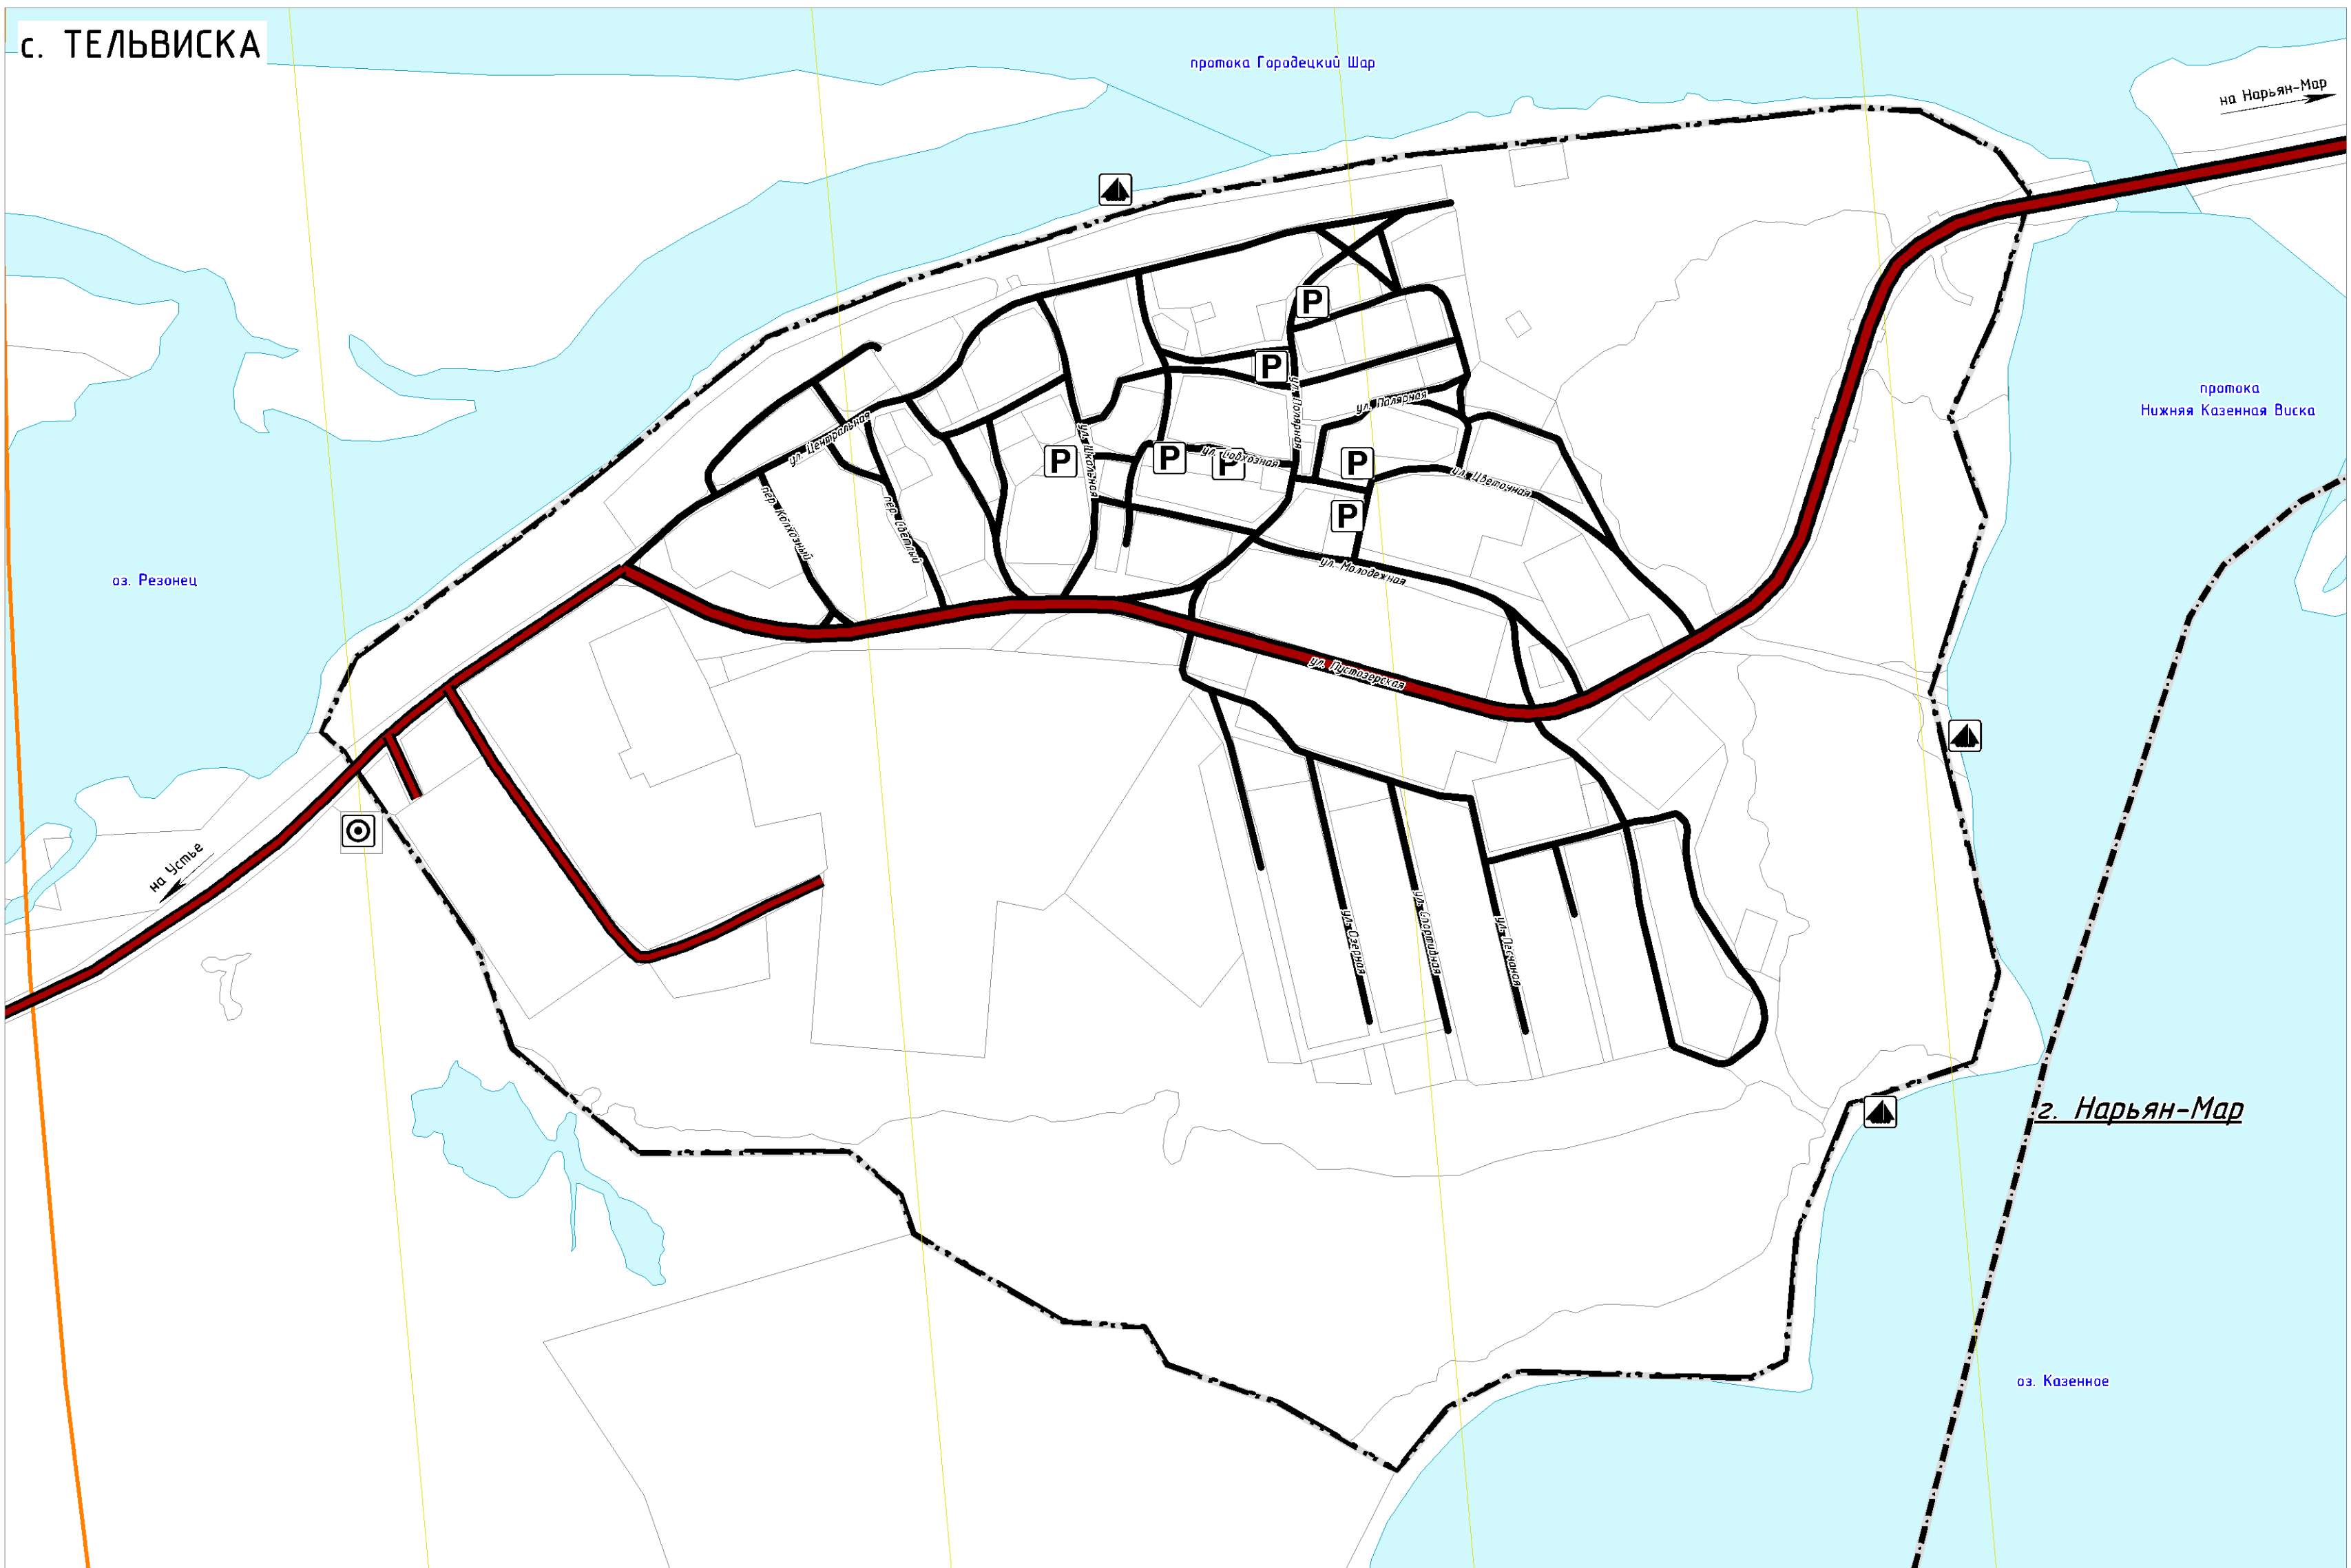 с. ТЕЛЬВИСКА
протока Городецкий Шар
на Нарьян-Мар
протока
Нижняя Казенная Виска
ул. Полярная
ул. Полярная
ул. Центральная
ул. Школьная
P
P
P
P
P
P
P
ул. Совхозная
ул. Цветочная
пер. Колхозный
пер. Светлый
ул. Молодежная
оз. Резонец
ул. Пустозерская
на Устье
ул. Озерная
ул. Спортивная
ул. Песчаная
г. Нарьян-Мар
оз. Казенное